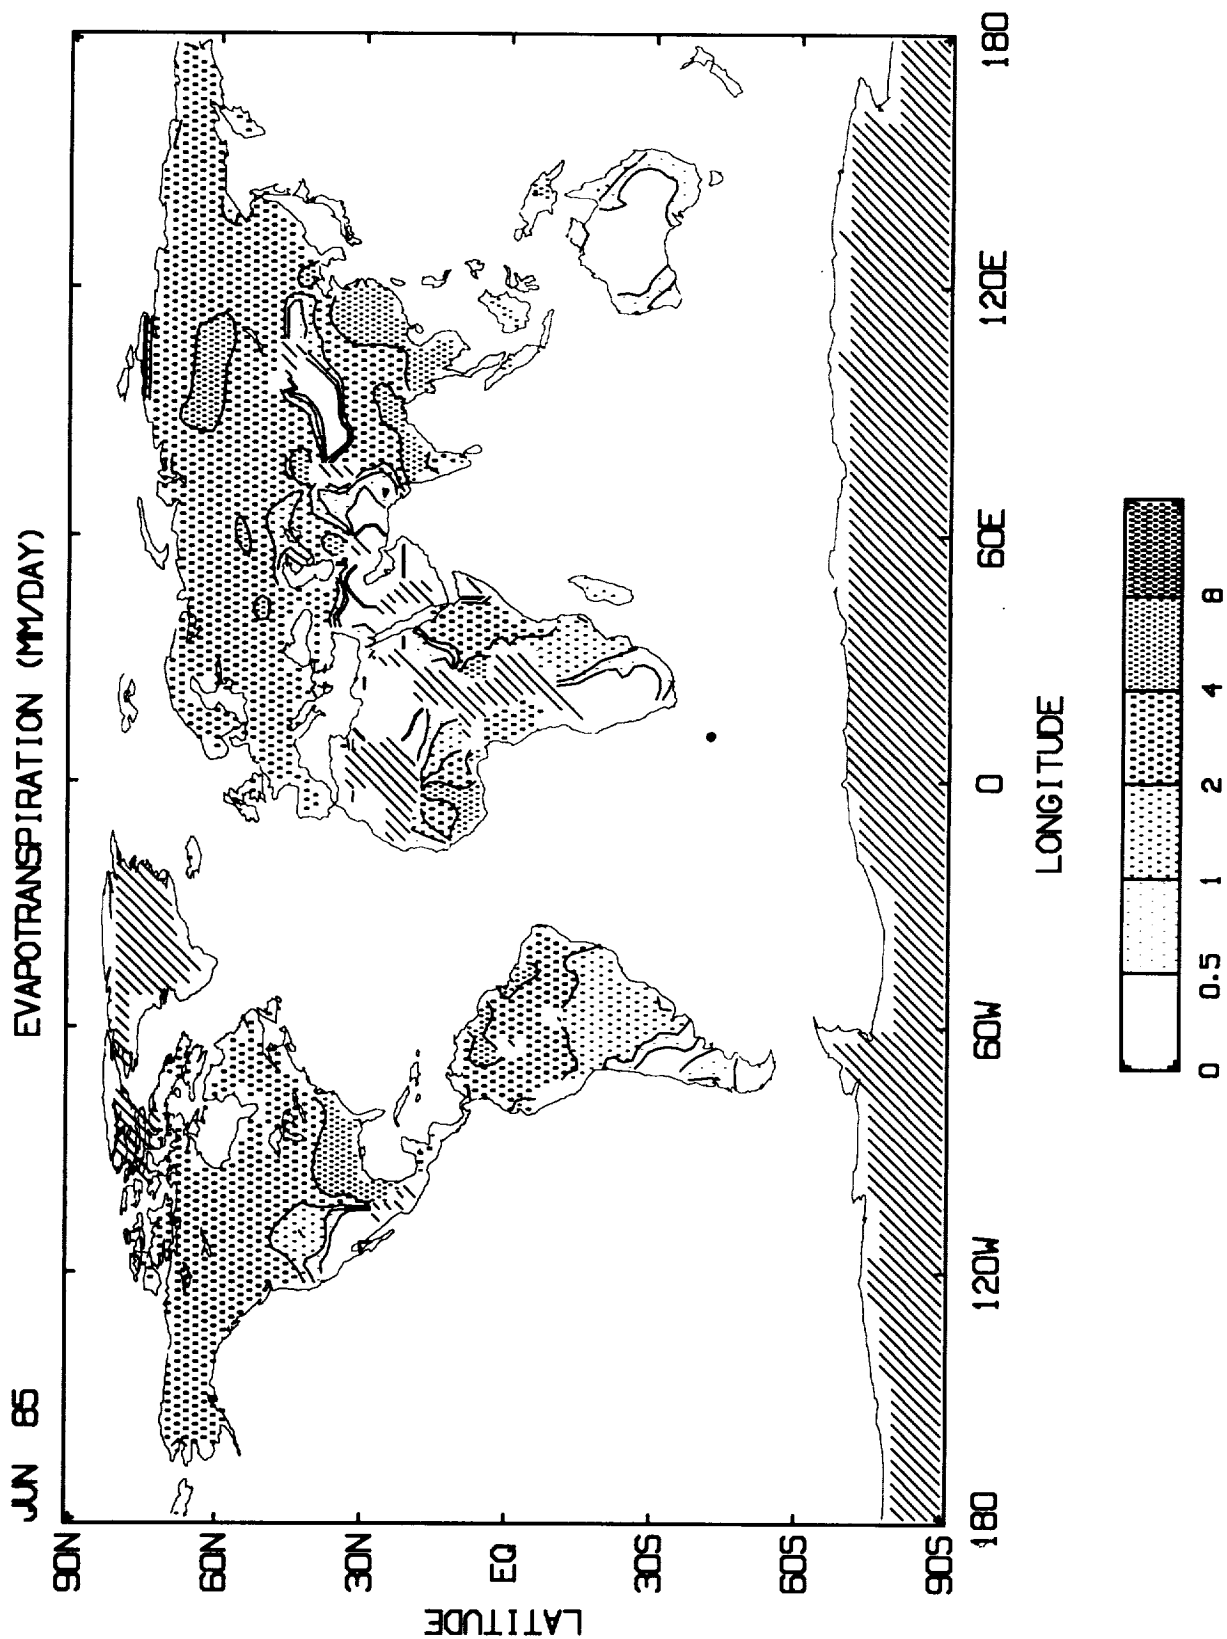 JUN 85
EVAPOTRANSPIRATION (MM/DAY)
90N
60N
30N
EQ
30S
60S
90S
LATITUDE
180
120W
60W
0
60E
120E
180
LONGITUDE
0
0.5
1
2
4
8